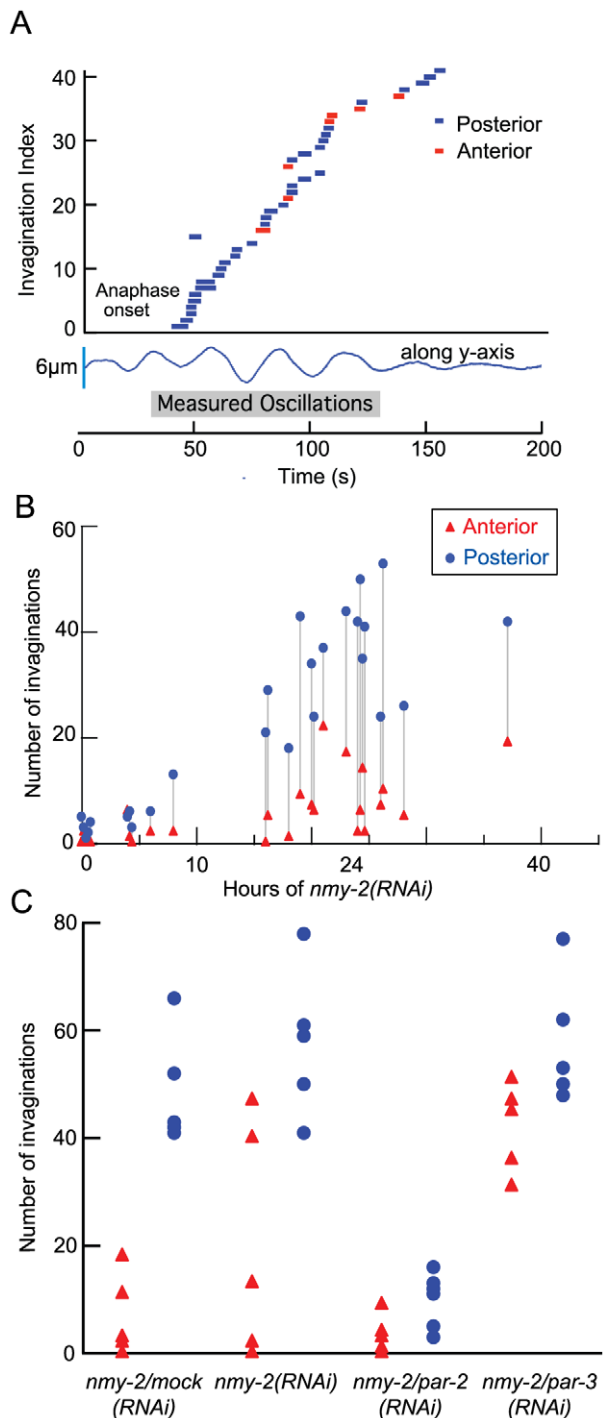 A
40
30
20
10
0
Invagination Index
Posterior
Anterior
Anaphase
onset
6μm
along y-axis
Measured Oscillations
0 50 100 150 200
Time (s)
B
60
40
20
0
Number of invaginations
Anterior
Posterior
0 10 24 40
Hours of nmy-2(RNAi)
C
80
60
40
20
0
Number of invaginations
nmy-2/mock
(RNAi)
nmy-2(RNAi)
nmy-2/par-2
(RNAi)
nmy-2/par-3
(RNAi)